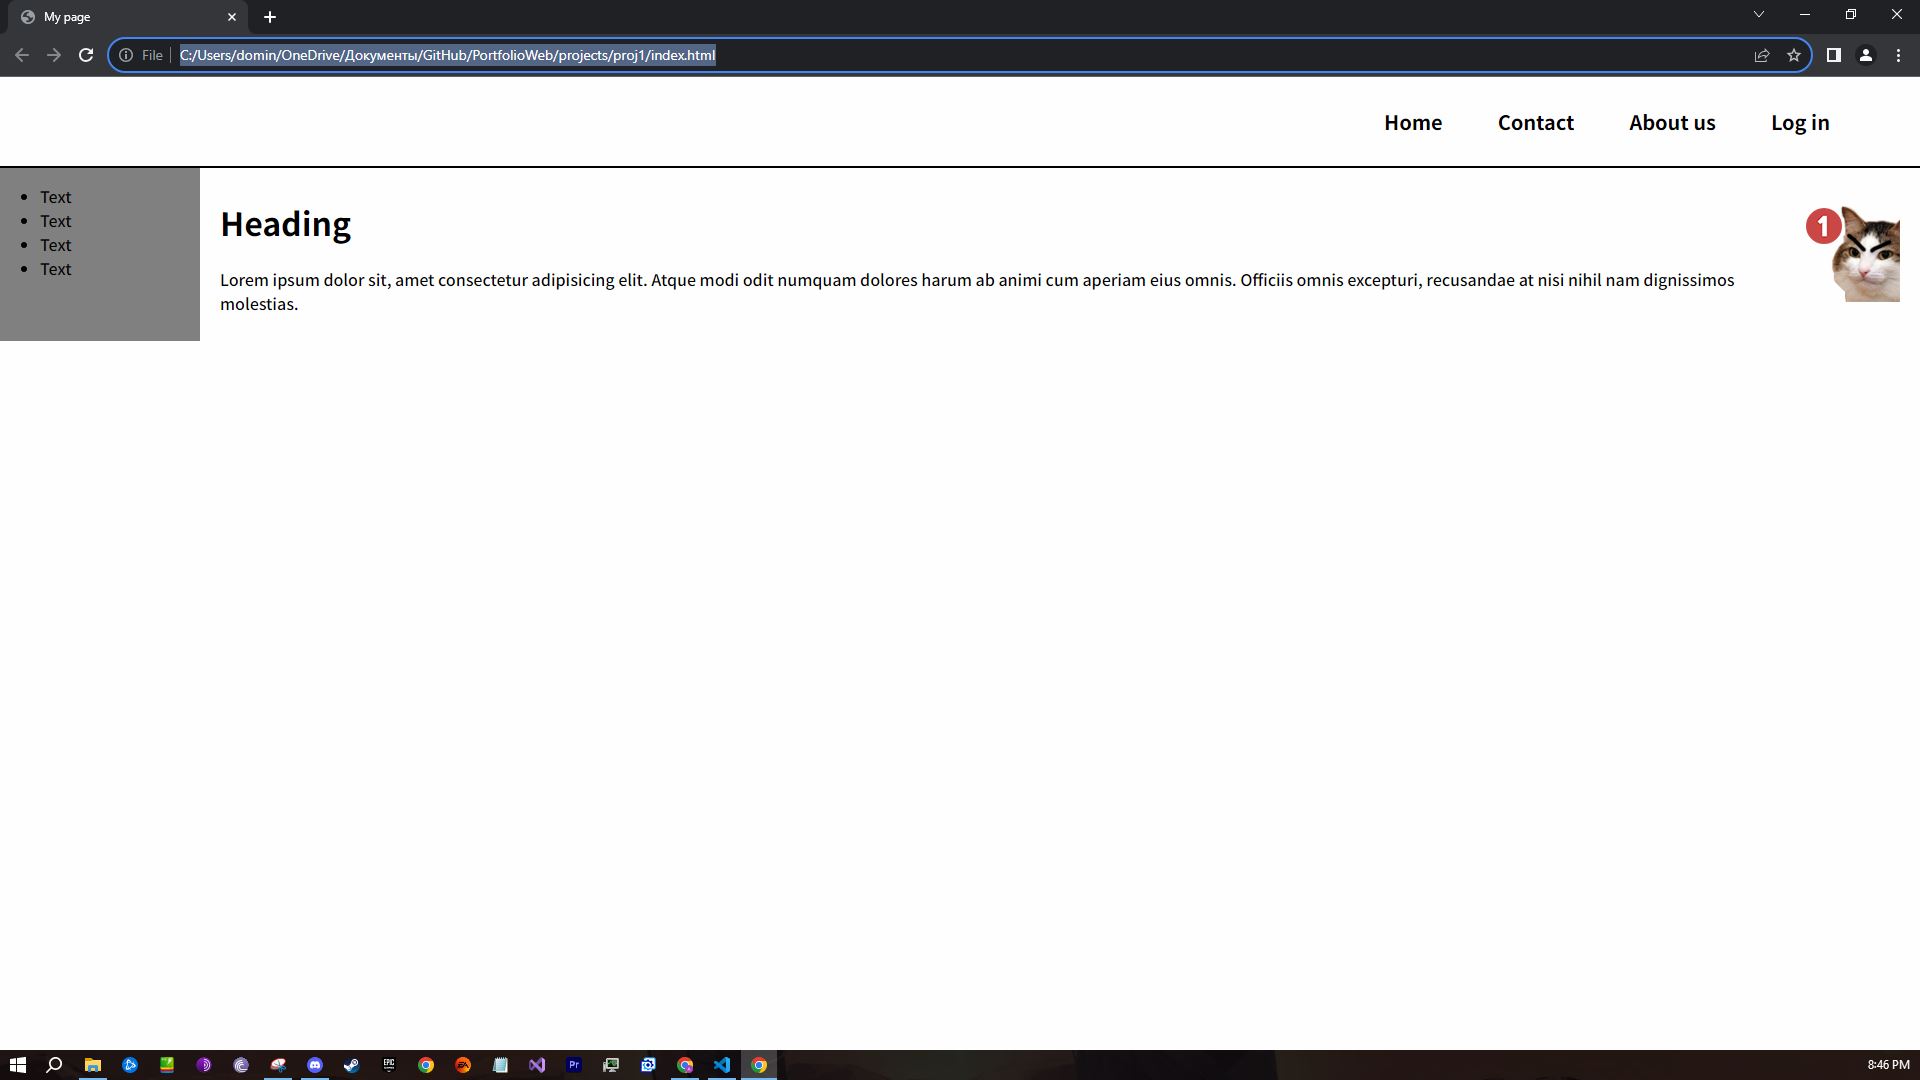 My page
File
C:/Users/domin/OneDrive/Документы/GitHub/PortfolioWeb/projects/proj1/index.html
Home Contact About us Log in
Text
Text
Text
Text
Heading
1
Lorem ipsum dolor sit, amet consectetur adipisicing elit. Atque modi odit numquam dolores harum ab animi cum aperiam eius omnis. Officiis omnis excepturi, recusandae at nisi nihil nam dignissimos
molestias.
EPIC
EA
Pr
8:46 PM